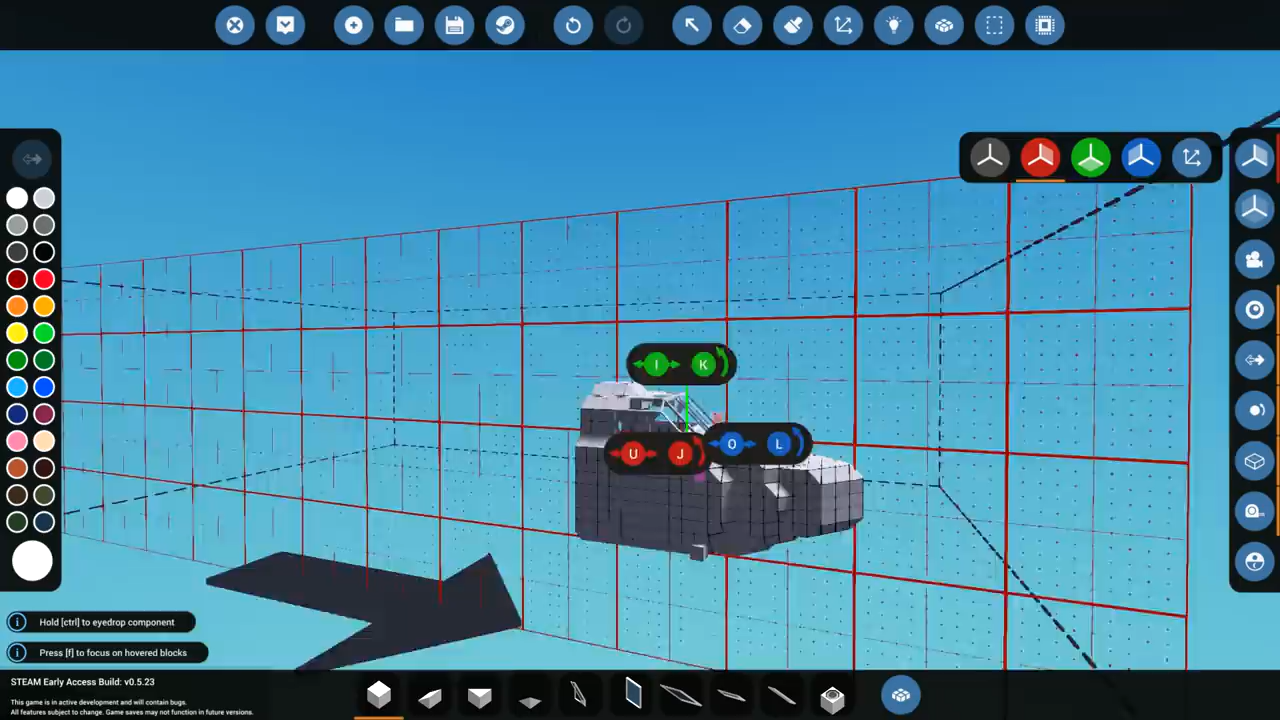 I K
U J O L
Hold [ctrl] to eyedrop component
Press [f] to focus on hovered blocks
STEAM Early Access Build: v0.5.23
This game is in active development and will contain bugs.
All features subject to change. Game saves may not function in future versions.